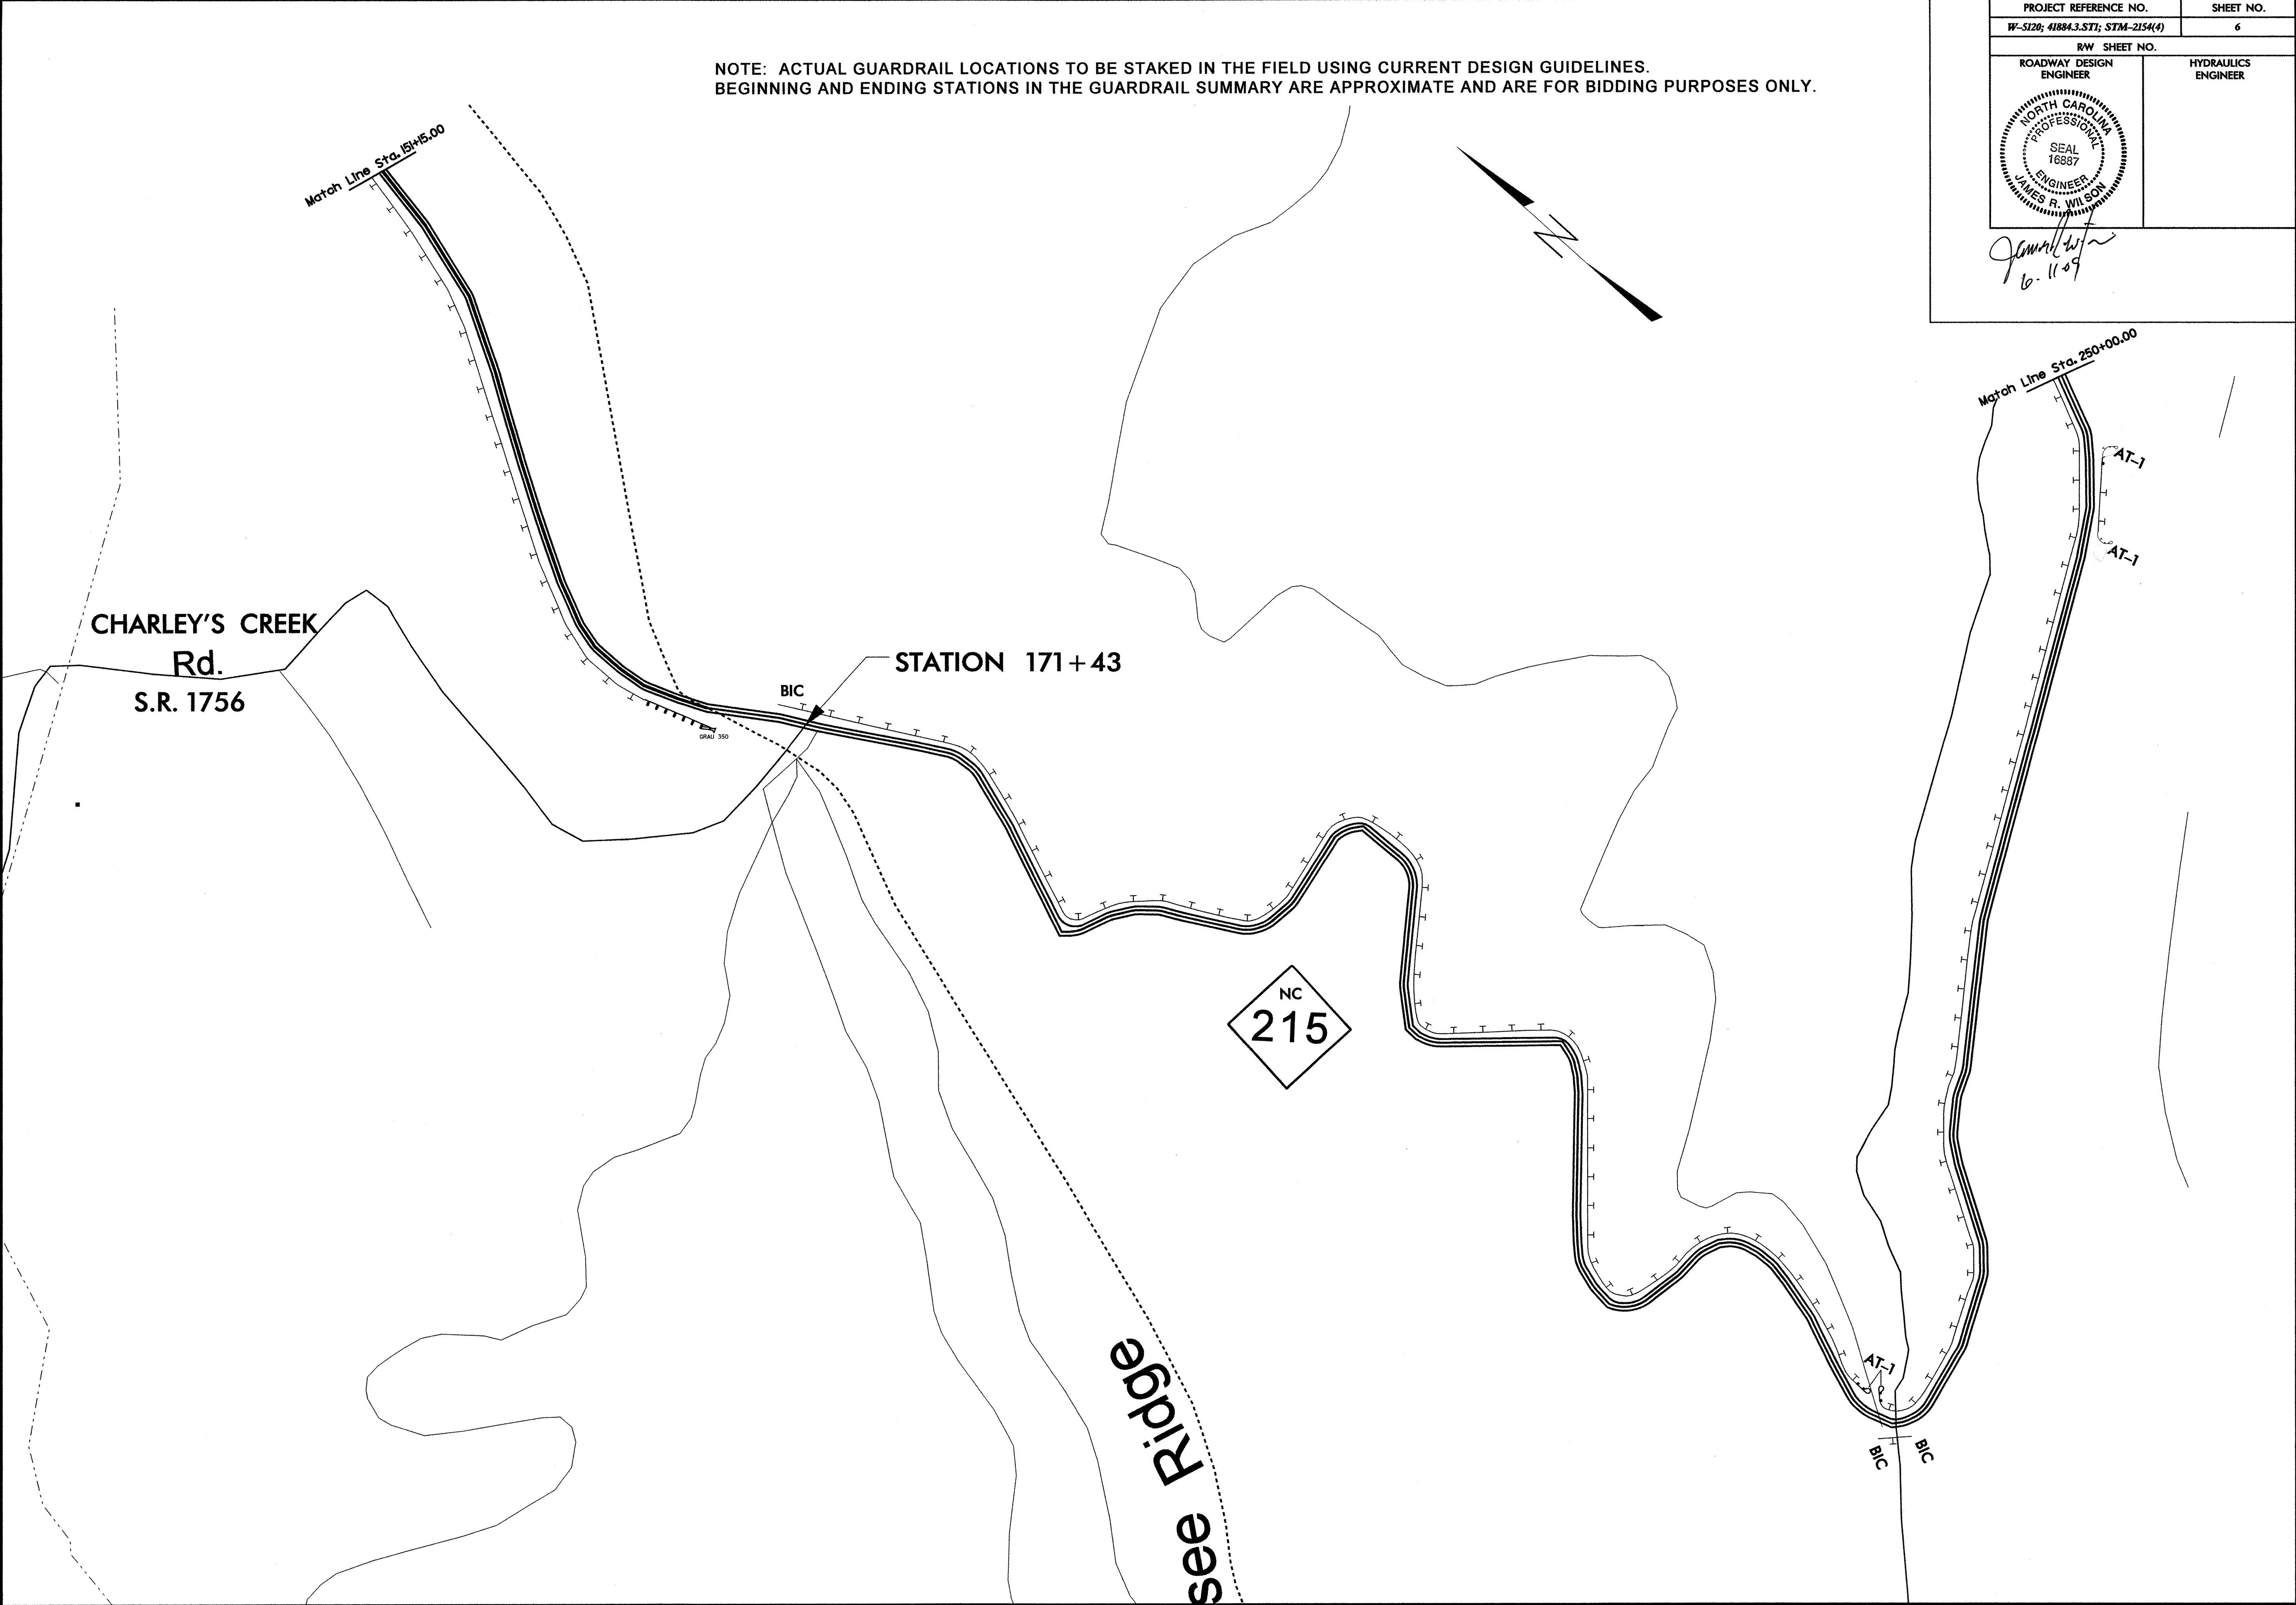 PROJECT REFERENCE NO.
SHEET NO.
W-5120; 41884.3.ST1; STM-2154(4)
6
R/W SHEET NO.
ROADWAY DESIGN
ENGINEER
HYDRAULICS
ENGINEER
NORTH CAROLINA
PROFESSIONAL
SEAL
16887
ENGINEER
JAMES R. WILSON
6-11-09
NOTE: ACTUAL GUARDRAIL LOCATIONS TO BE STAKED IN THE FIELD USING CURRENT DESIGN GUIDELINES.
BEGINNING AND ENDING STATIONS IN THE GUARDRAIL SUMMARY ARE APPROXIMATE AND ARE FOR BIDDING PURPOSES ONLY.
Match Line Sta. 151+15.00
N
Match Line Sta. 250+00.00
AT-1
AT-1
CHARLEY'S CREEK
Rd.
S.R. 1756
STATION 171+43
BIC
GRAU 350
NC
215
AT-1
BIC
BIC
see Ridge